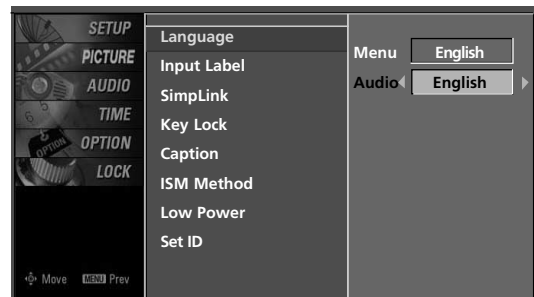 SETUP
PICTURE
AUDIO
TIME
OPTION
LOCK
Move MENU Prev
Language
Input Label
SimpLink
Key Lock
Caption
ISM Method
Low Power
Set ID
Menu English
Audio English